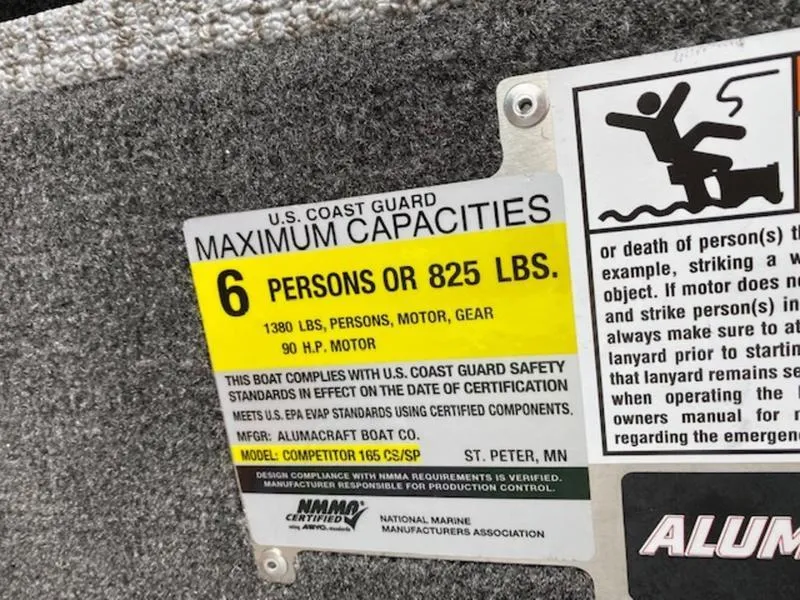 U.S. COAST GUARD
MAXIMUM CAPACITIES
6 PERSONS OR 825 LBS.
1380 LBS, PERSONS, MOTOR, GEAR
90 H.P. MOTOR
THIS BOAT COMPLIES WITH U.S. COAST GUARD SAFETY
STANDARDS IN EFFECT ON THE DATE OF CERTIFICATION
MEETS U.S. EPA EVAP STANDARDS USING CERTIFIED COMPONENTS.
MFGR: ALUMACRAFT BOAT CO.
MODEL: COMPETITOR 165 CS/SP ST. PETER, MN
DESIGN COMPLIANCE WITH NMMA REQUIREMENTS IS VERIFIED.
MANUFACTURER RESPONSIBLE FOR PRODUCTION CONTROL.
NMMA
CERTIFIED
using ABYC standards
NATIONAL MARINE
MANUFACTURERS ASSOCIATION
or death of person(s)
example, striking a
object. If motor does
and strike person(s) in
always make sure to
lanyard prior to
that lanyard remains
when operating the
owners manual for
regarding the
ALUM